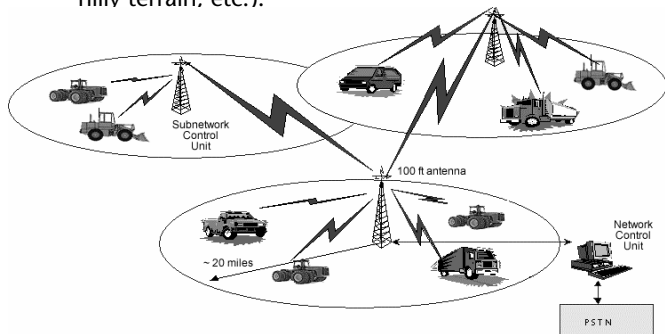 hilly terrain, etc.).
Subnetwork
Control
Unit
100 ft antenna
Network
Control
Unit
~ 20 miles
PSTN